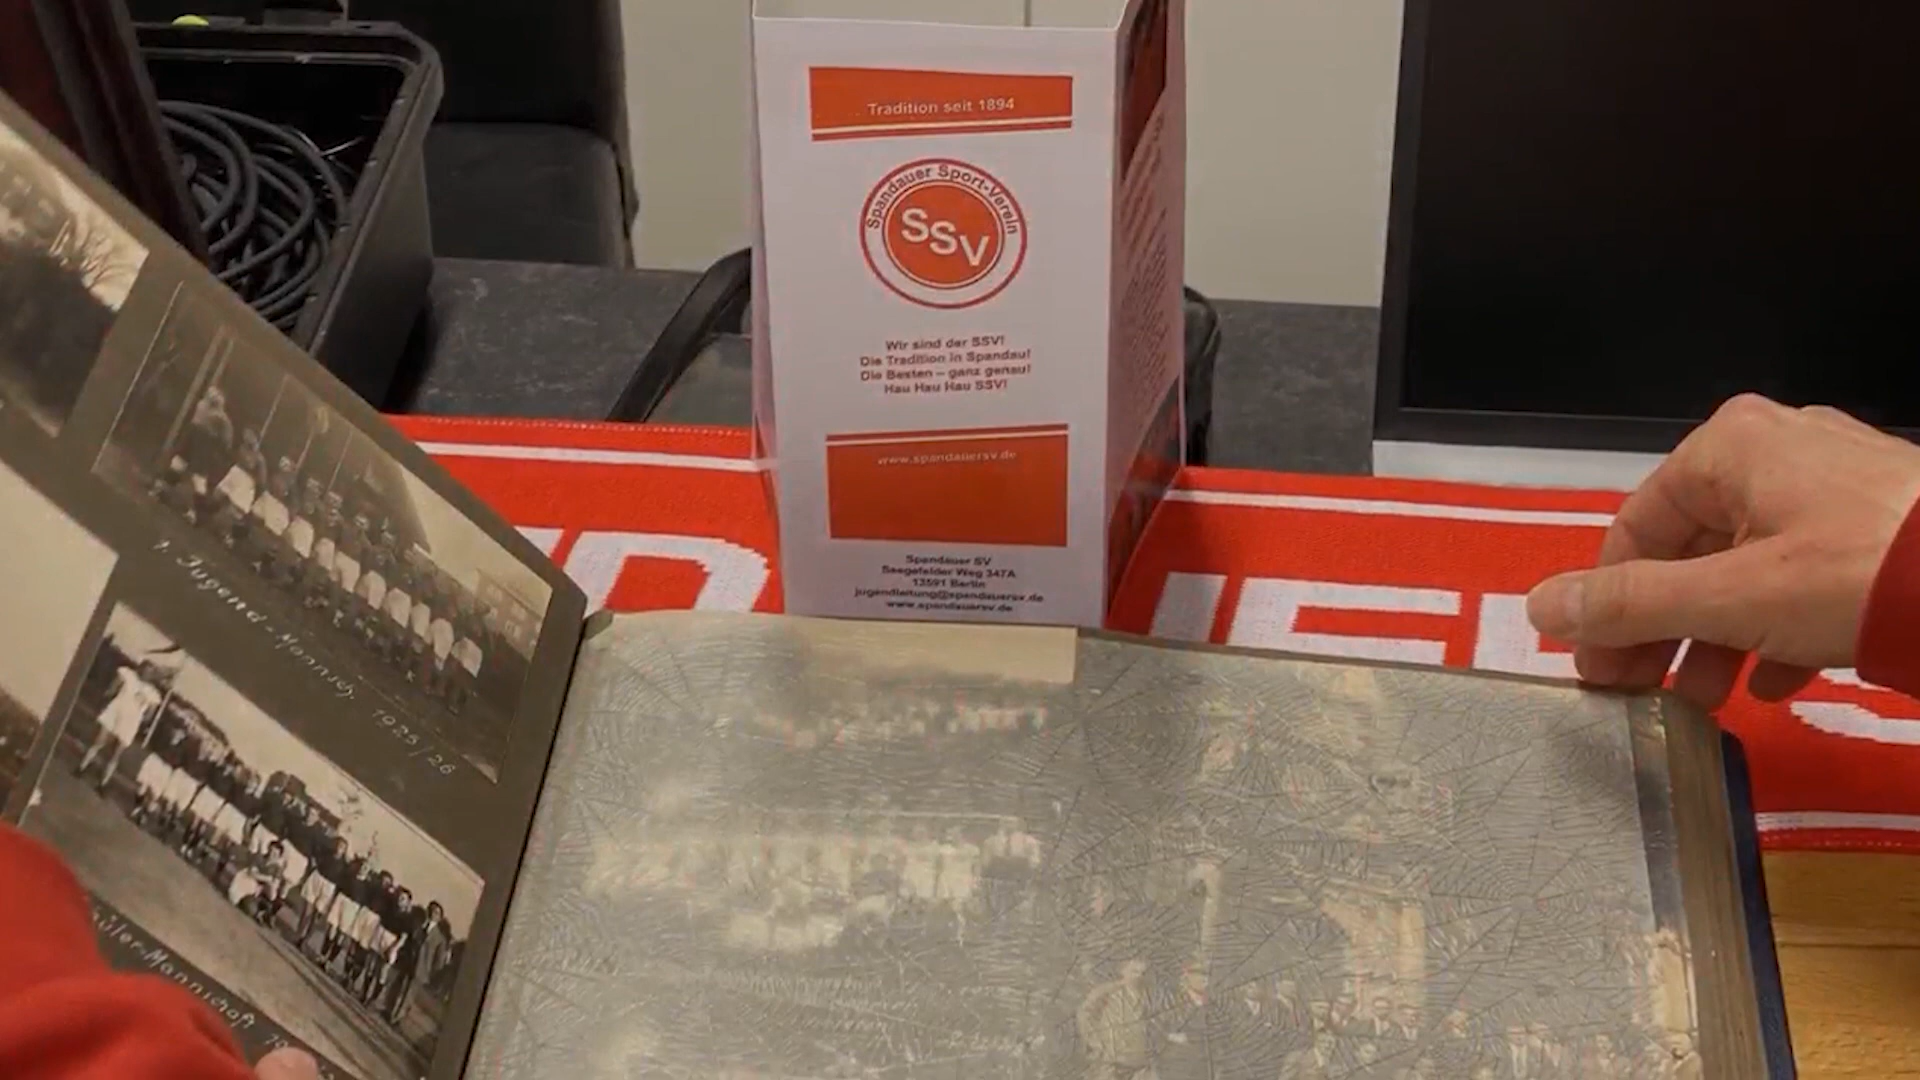 Tradition seit 1894
Spandauer Sport-Verein
SSV
Wir sind der SSV!
Die Tradition in Spandau!
Die Besten – ganz genau!
Hau Hau Hau SSV!
www.spandauersv.de
Spandauer SV
Seegefelder Weg 347A
13591 Berlin
jugendleitung@spandauersv.de
www.spandauersv.de
1. Jugend-Mannsch. 1925/26